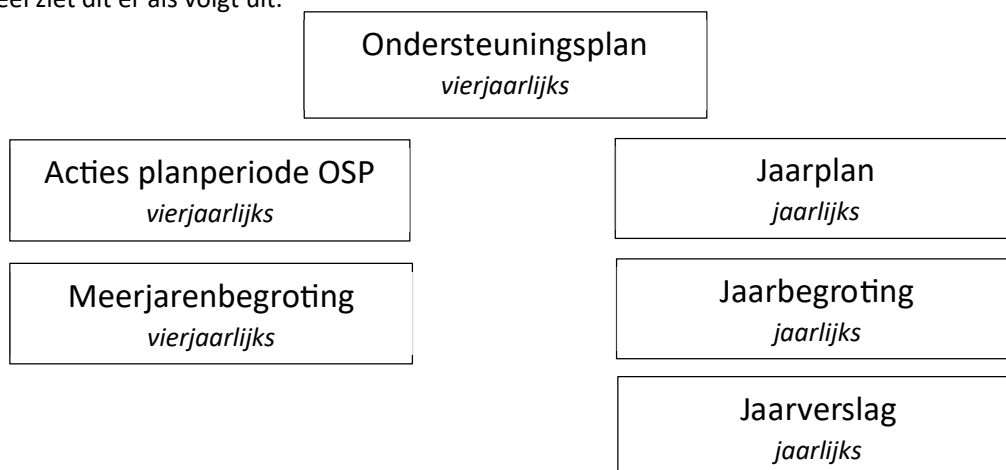 ziet dit er als volgt uit:
Ondersteuningsplan
vierjaarlijks
Acties planperiode OSP
vierjaarlijks
Meerjarenbegroting
vierjaarlijks
Jaarplan
jaarlijks
Jaarbegroting
jaarlijks
Jaarverslag
jaarlijks